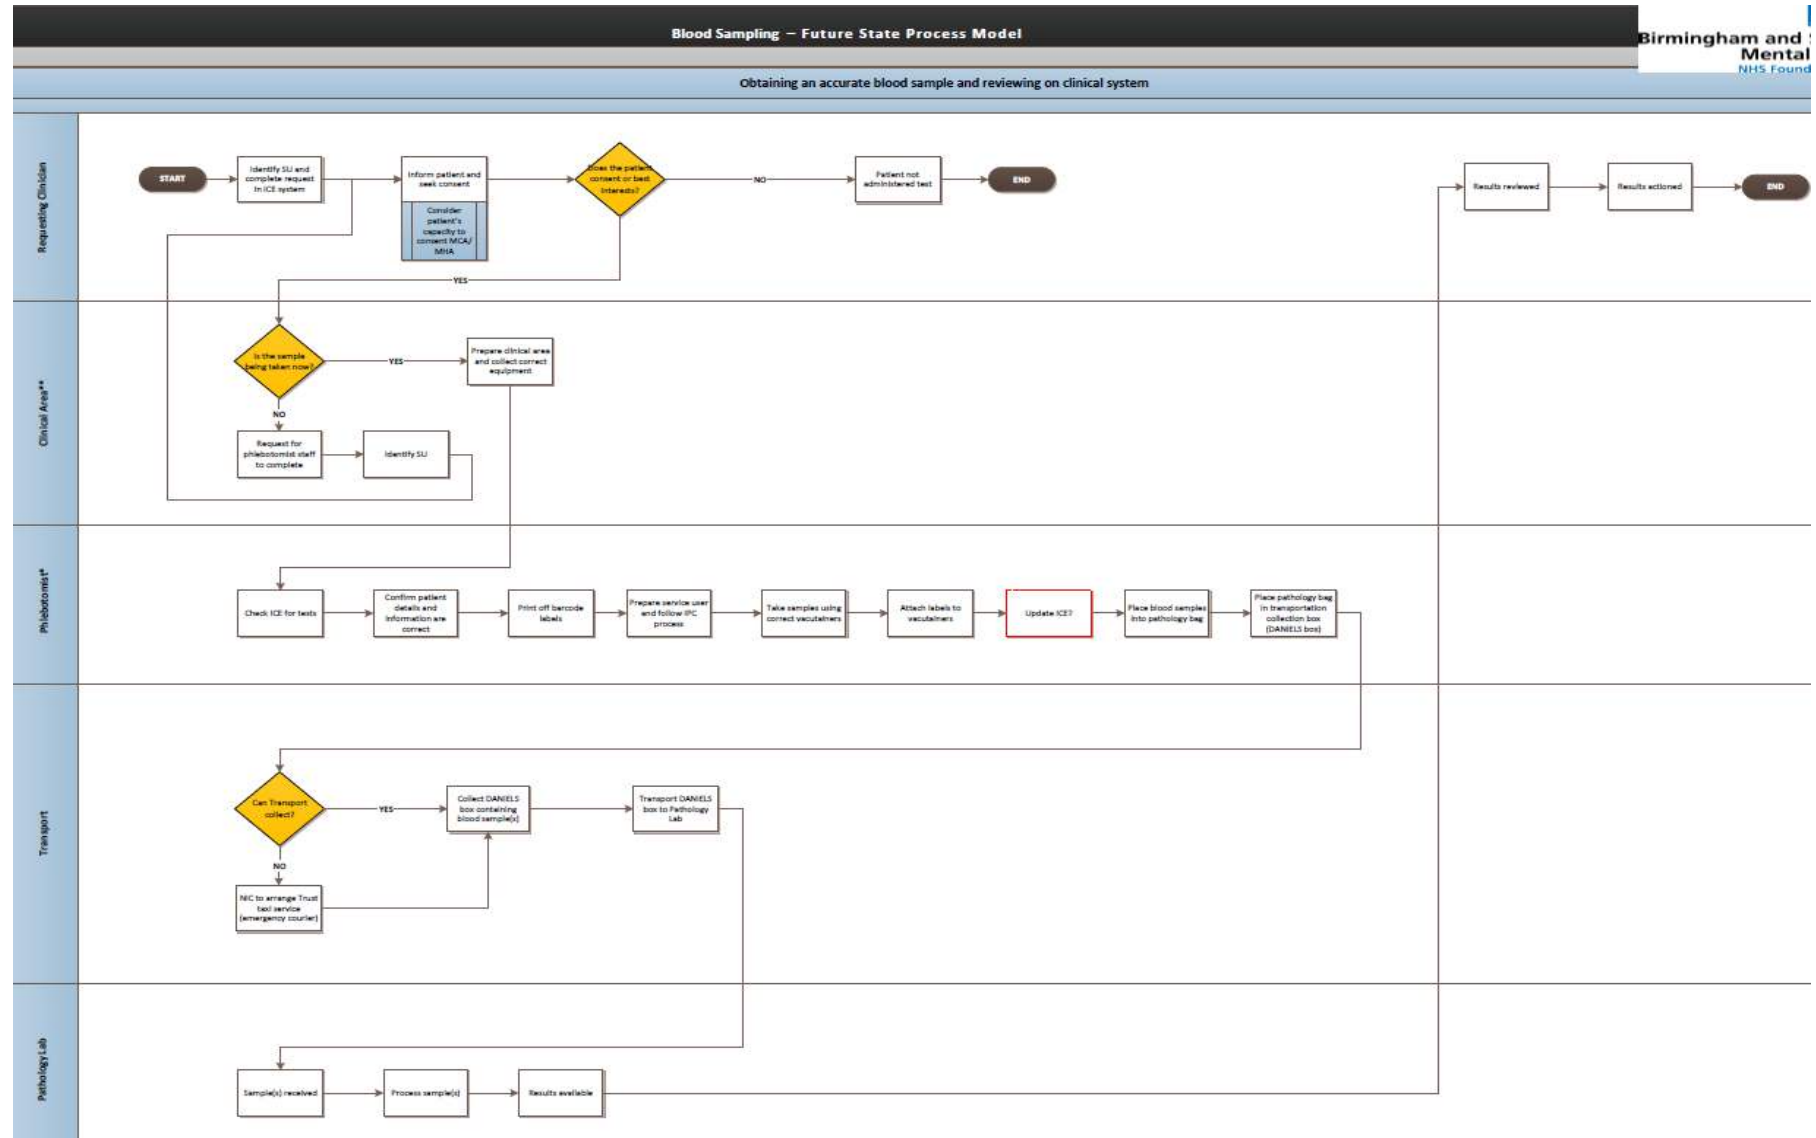 Blood Sampling – Future State Process Model
Birmingham and S
Mental
NHS Found
Obtaining an accurate blood sample and reviewing on clinical system
Requesting Clinician
START
Identify SU and
complete request
in ICE system
Inform patient and
seek consent
Consider
patient's
capacity to
consent MCA/
MHA
Does the patient
consent or best
interests?
NO
Patient not
administered test
END
Results reviewed
Results actioned
END
YES
Clinical Area**
Is the sample
being taken now?
YES
Prepare clinical area
and collect correct
equipment
NO
Request for
phlebotomist staff
to complete
Identify SU
Phlebotomist*
Check ICE for tests
Confirm patient
details and
information are
correct
Print off barcode
labels
Prepare service user
and follow IPC
process
Take samples using
correct vacutainers
Attach labels to
vacutainers
Update ICE?
Place blood samples
into pathology bag
Place pathology bag
in transportation
collection box
(DANIELS box)
Transport
Can Transport
collect?
YES
Collect DANIELS
box containing
blood sample(s)
Transport DANIELS
box to Pathology
Lab
NO
NIC to arrange Trust
taxi service
(emergency courier)
Pathology Lab
Sample(s) received
Process sample(s)
Results available